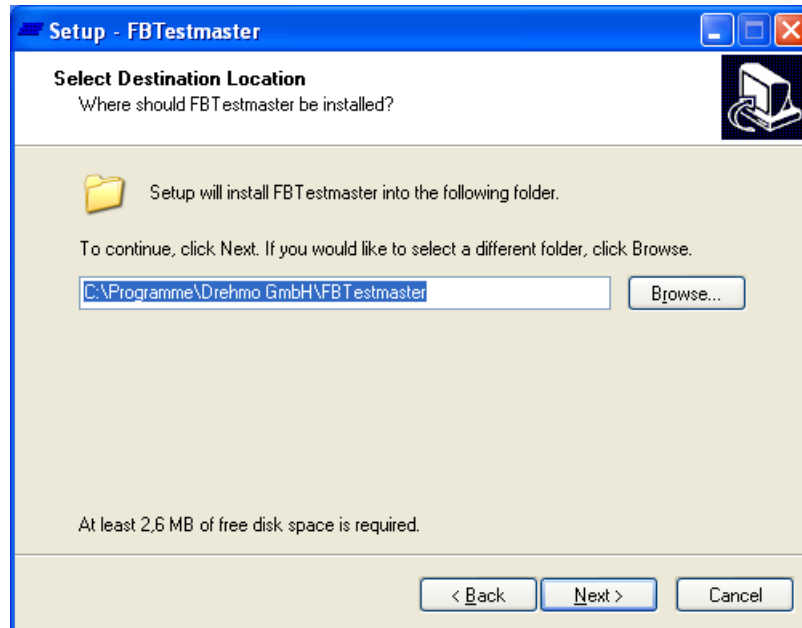 Setup - FBTestmaster
Select Destination Location
Where should FBTestmaster be installed?
Setup will install FBTestmaster into the following folder.
To continue, click Next. If you would like to select a different folder, click Browse.
C:\Programme\Drehmo GmbH\FBTestmaster
Browse...
At least 2,6 MB of free disk space is required.
< Back
Next >
Cancel